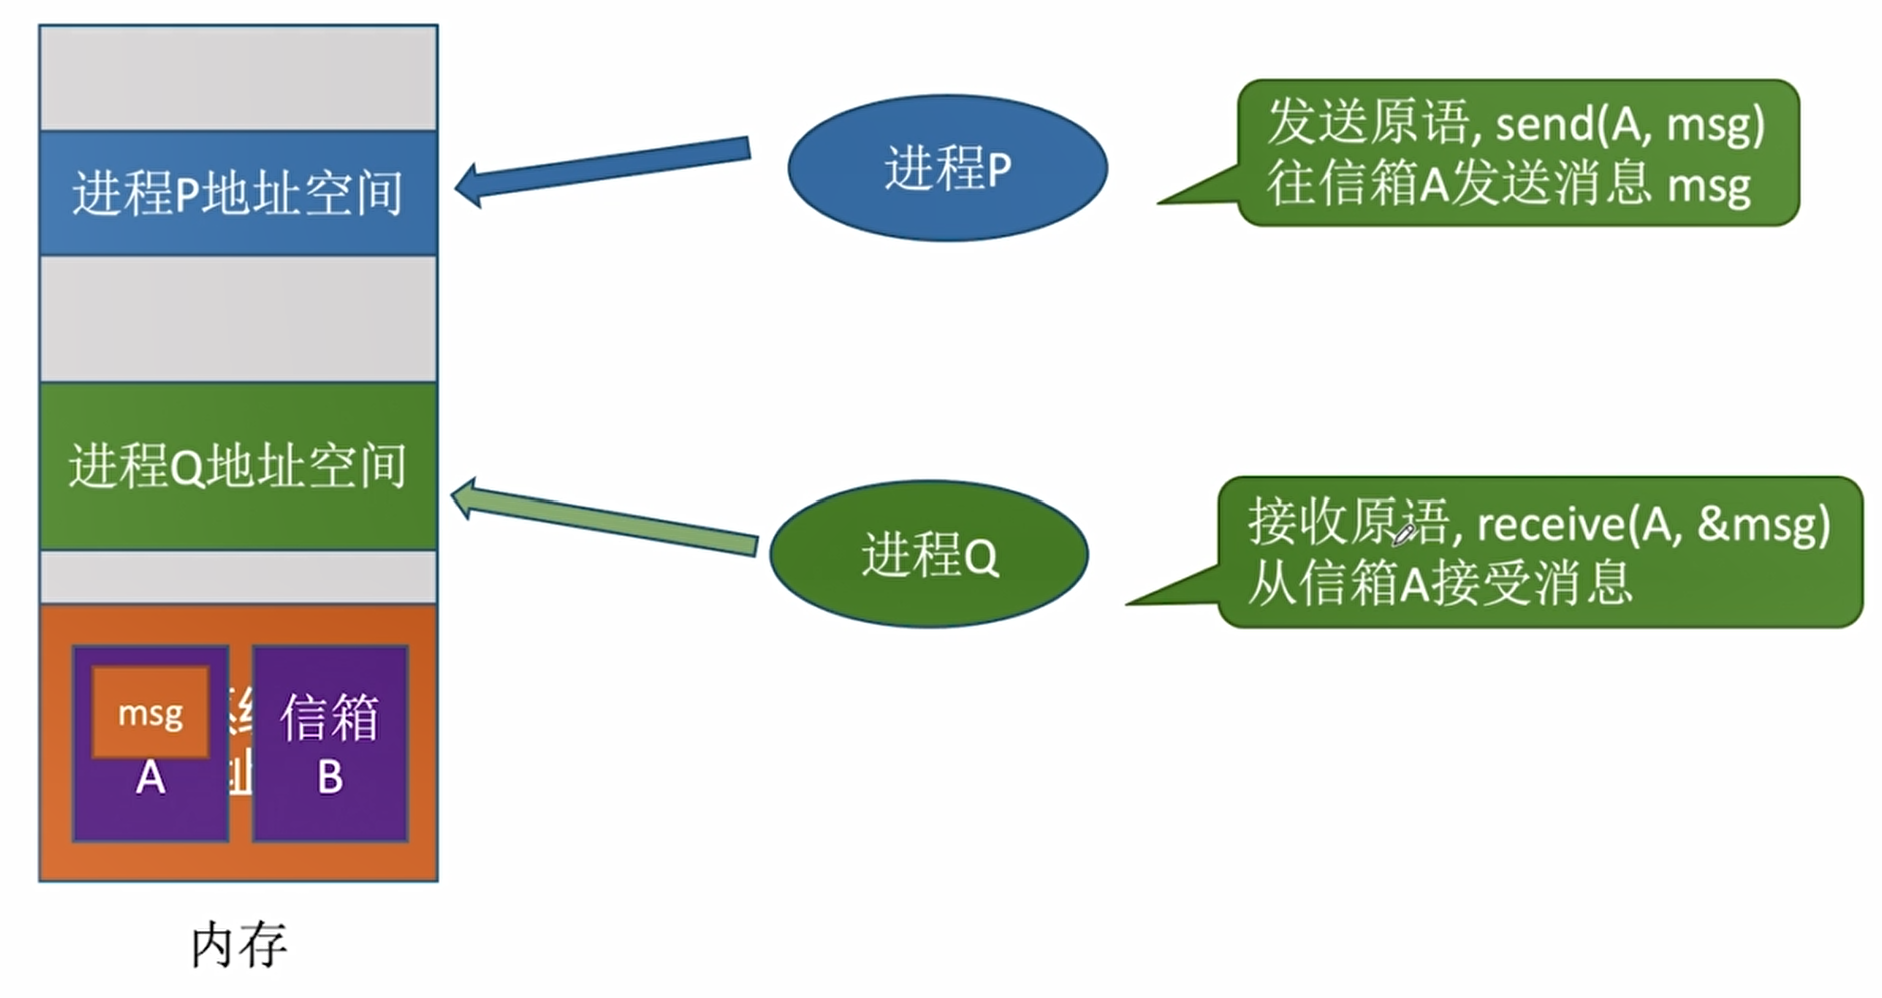 进程P地址空间
进程P
发送原语, send(A, msg)
往信箱A发送消息 msg
进程Q地址空间
进程Q
接收原语, receive(A, &msg)
从信箱A接受消息
msg
A
信箱
B
内存